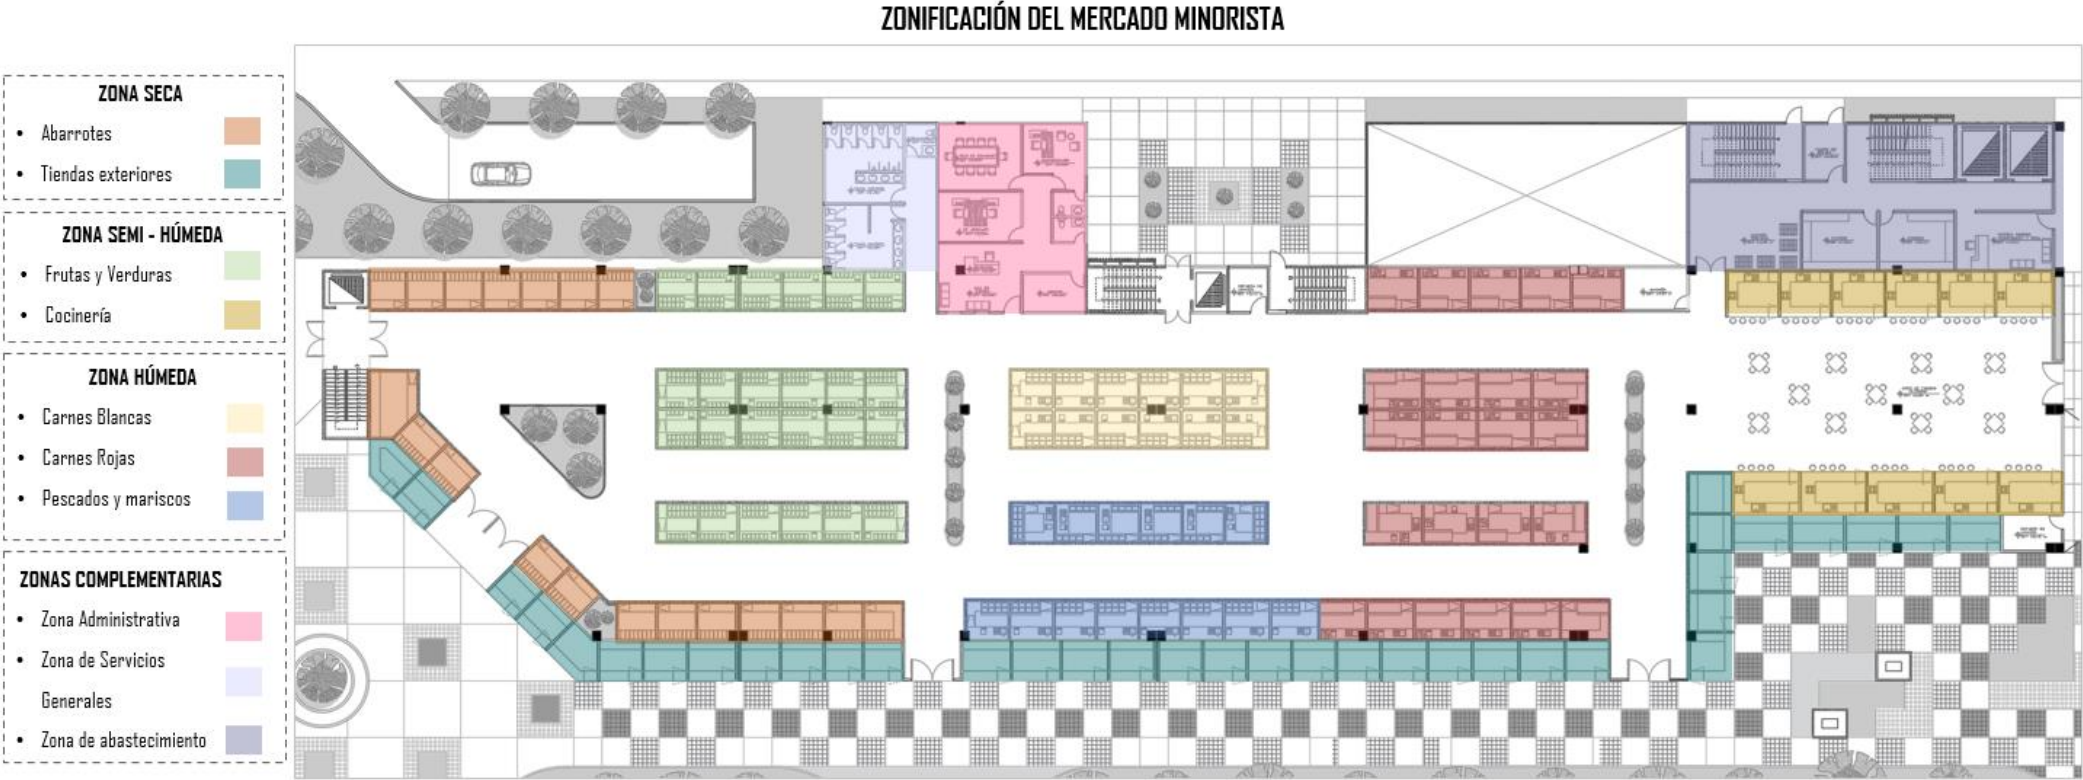 ZONIFICACIÓN DEL MERCADO MINORISTA
ZONA SECA
• Abarrotes
• Tiendas exteriores
ZONA SEMI - HÚMEDA
• Frutas y Verduras
• Cocinería
ZONA HÚMEDA
• Carnes Blancas
• Carnes Rojas
• Pescados y mariscos
ZONAS COMPLEMENTARIAS
• Zona Administrativa
• Zona de Servicios
Generales
• Zona de abastecimiento